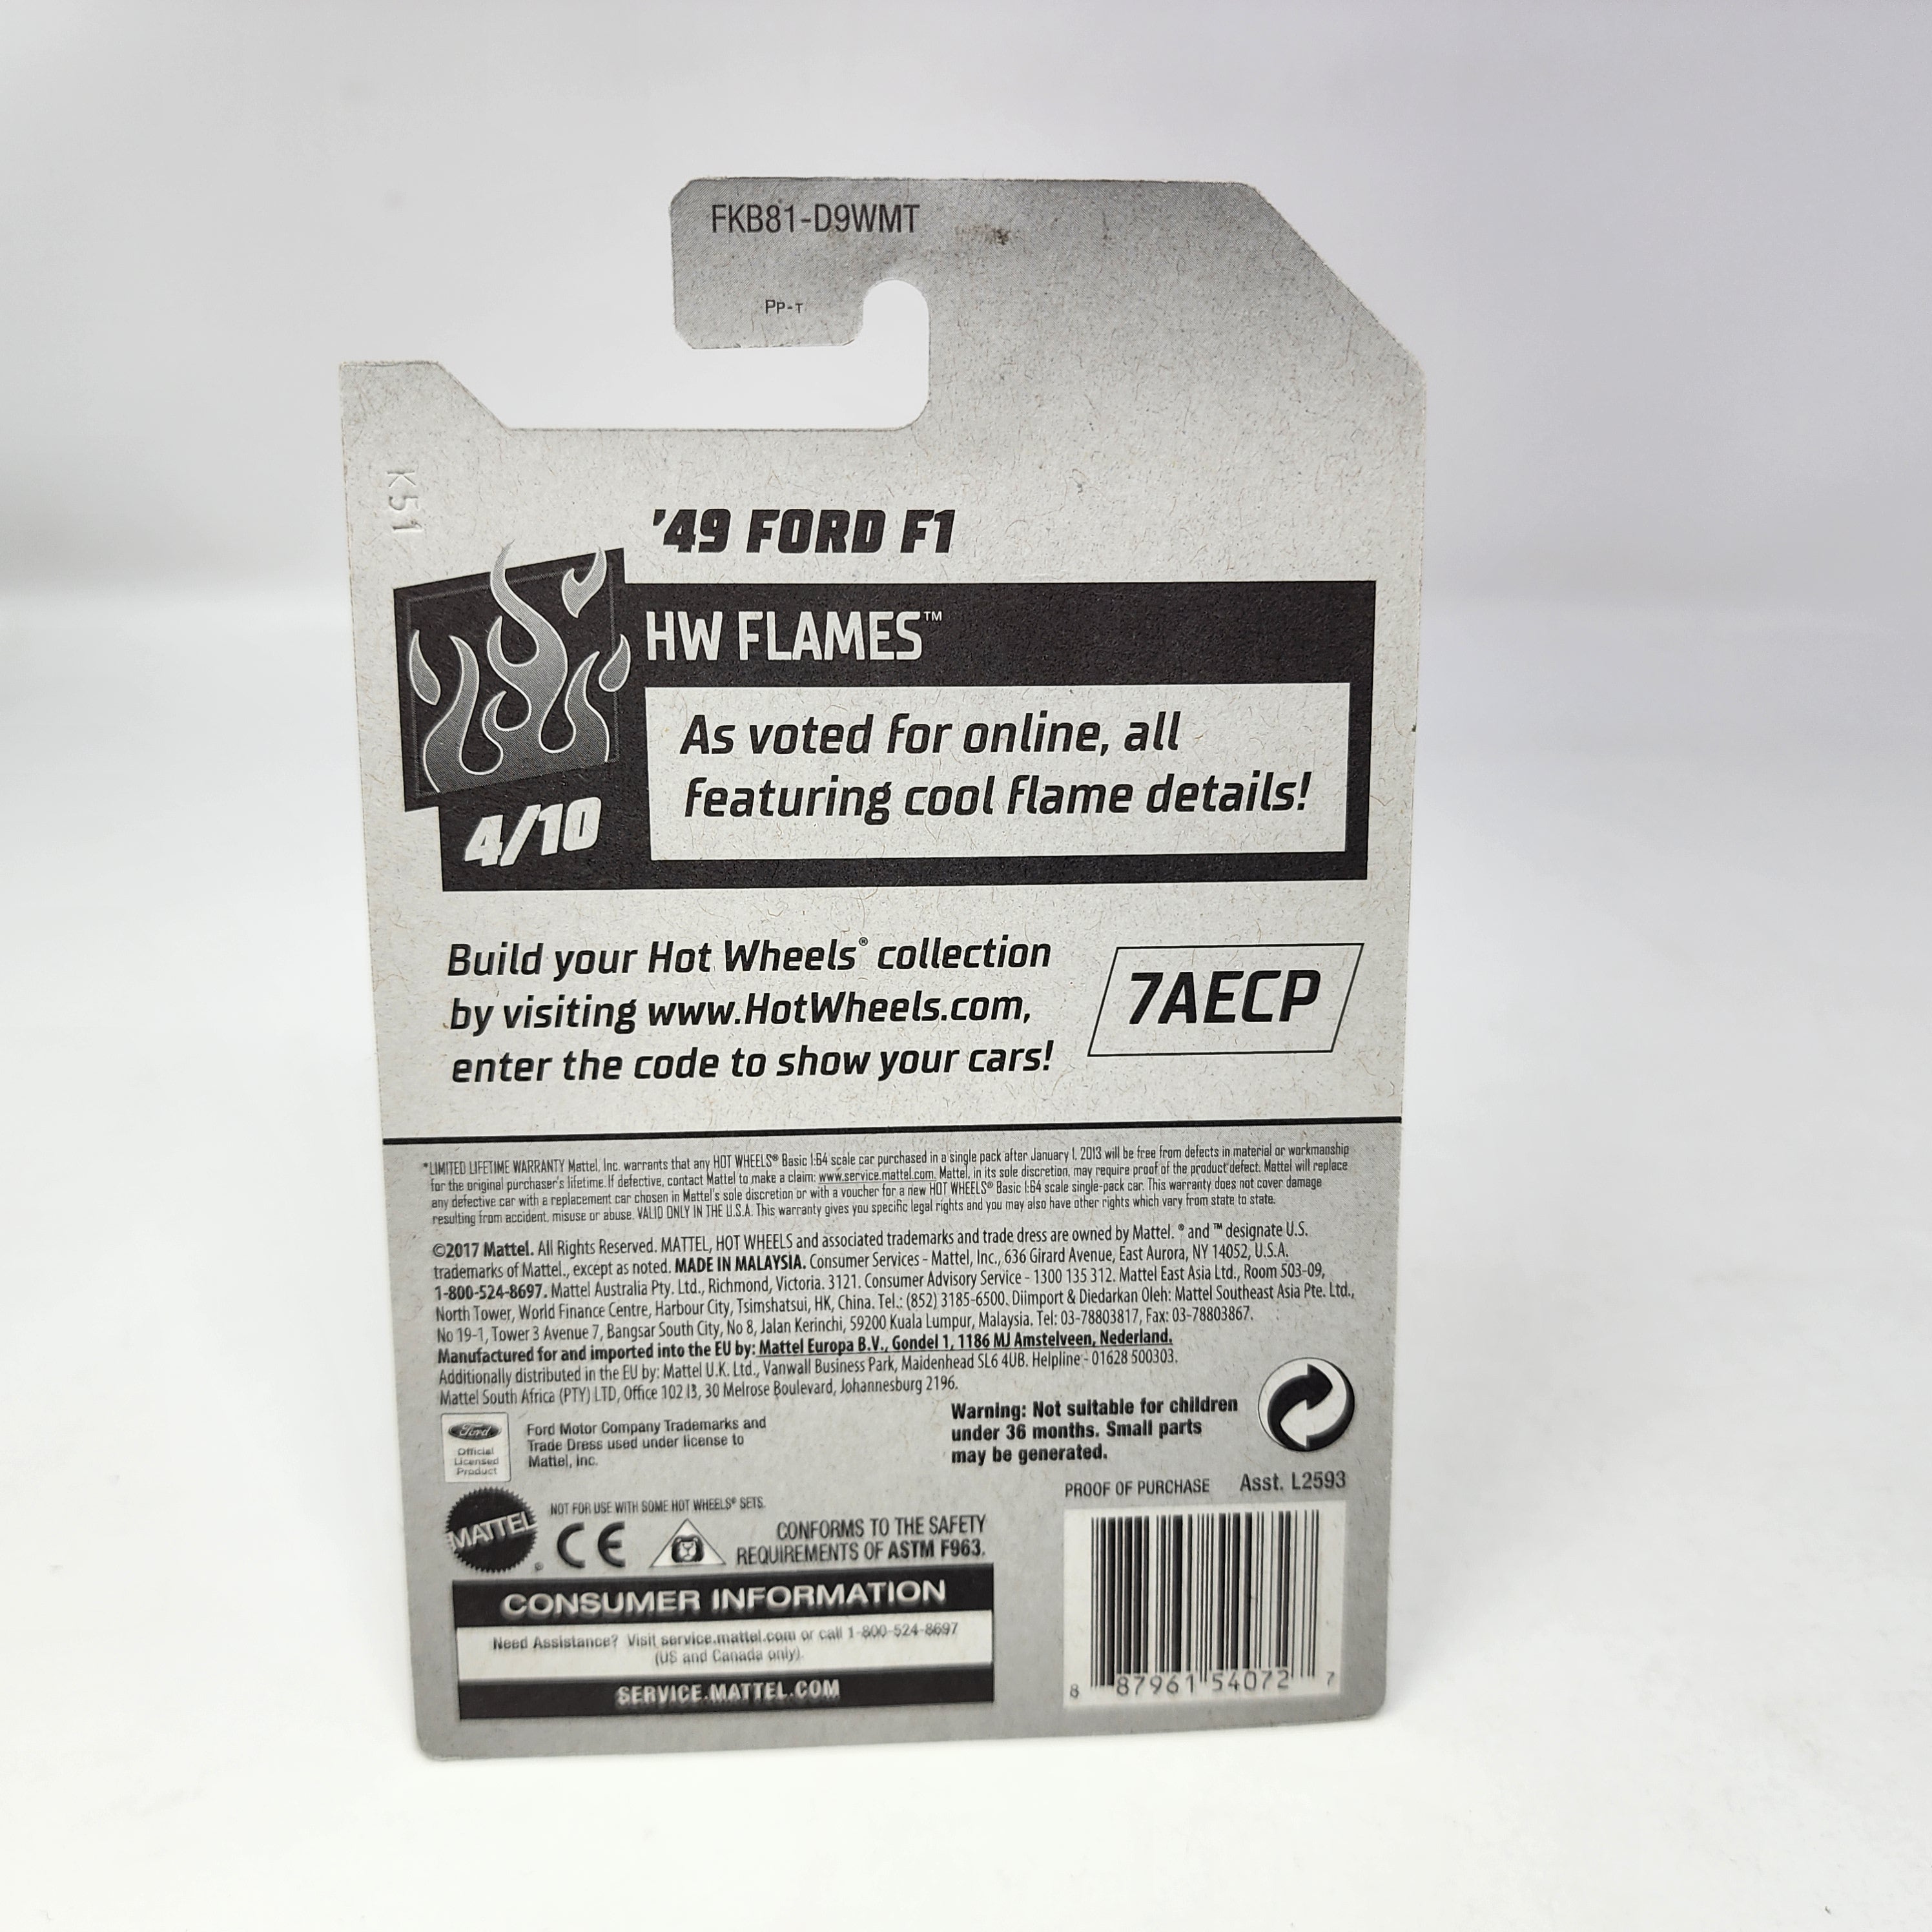 FKB81-D9WMT
Pp-T
K51
'49 FORD F1
HW FLAMES™
As voted for online, all
featuring cool flame details!
4/10
Build your Hot Wheels® collection
by visiting www.HotWheels.com,
enter the code to show your cars!
7AECP
*LIMITED LIFETIME WARRANTY Mattel, Inc. warrants that any HOT WHEELS® Basic 1:64 scale car purchased in a single pack after January 1, 2013 will be free from defects in material or workmanship
for the original purchaser's lifetime. If defective, contact Mattel to make a claim: www.service.mattel.com. Mattel, in its sole discretion, may require proof of the product defect. Mattel will replace
any defective car with a replacement car chosen in Mattel's sole discretion or with a voucher for a new HOT WHEELS® Basic 1:64 scale single-pack car. This warranty does not cover damage
resulting from accident, misuse or abuse. VALID ONLY IN THE U.S.A. This warranty gives you specific legal rights and you may also have other rights which vary from state to state.
©2017 Mattel. All Rights Reserved. MATTEL, HOT WHEELS and associated trademarks and trade dress are owned by Mattel. ® and ™ designate U.S.
trademarks of Mattel., except as noted. MADE IN MALAYSIA. Consumer Services - Mattel, Inc., 636 Girard Avenue, East Aurora, NY 14052, U.S.A.
1-800-524-8697. Mattel Australia Pty. Ltd., Richmond, Victoria. 3121. Consumer Advisory Service - 1300 135 312. Mattel East Asia Ltd., Room 503-09,
North Tower, World Finance Centre, Harbour City, Tsimshatsui, HK, China. Tel.: (852) 3185-6500. Diimport & Diedarkan Oleh: Mattel Southeast Asia Pte. Ltd.,
No 19-1, Tower 3 Avenue 7, Bangsar South City, No 8, Jalan Kerinchi, 59200 Kuala Lumpur, Malaysia. Tel: 03-78803817, Fax: 03-78803867.
Manufactured for and imported into the EU by: Mattel Europa B.V., Gondel 1, 1186 MJ Amstelveen, Nederland.
Additionally distributed in the EU by: Mattel U.K. Ltd., Vanwall Business Park, Maidenhead SL6 4UB. Helpline - 01628 500303.
Mattel South Africa (PTY) LTD, Office 102 I3, 30 Melrose Boulevard, Johannesburg 2196.
Ford
Official
Licensed
Product
Ford Motor Company Trademarks and
Trade Dress used under license to
Mattel, Inc.
Warning: Not suitable for children
under 36 months. Small parts
may be generated.
PROOF OF PURCHASE Asst. L2593
MATTEL®
NOT FOR USE WITH SOME HOT WHEELS® SETS.
CE
CONFORMS TO THE SAFETY
REQUIREMENTS OF ASTM F963.
CONSUMER INFORMATION
Need Assistance? Visit service.mattel.com or call 1-800-524-8697
(US and Canada only).
SERVICE.MATTEL.COM
8 87961 54072 7